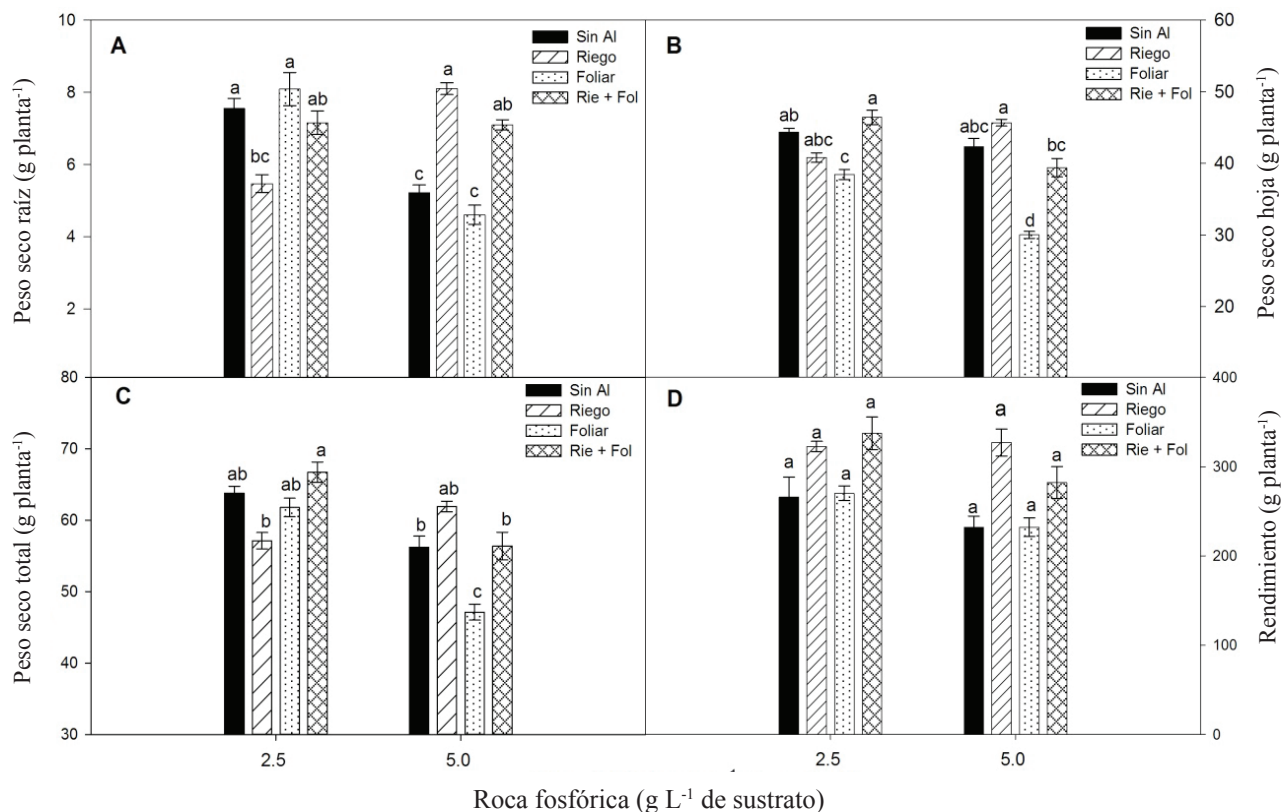 A
Sin Al
Riego
Foliar
Rie + Fol
a
bc
a
ab
c
a
c
ab
10
8
6
4
2
Peso seco raíz (g planta⁻¹)
B
Sin Al
Riego
Foliar
Rie + Fol
ab
abc
c
a
abc
a
d
bc
60
50
40
30
20
Peso seco hoja (g planta⁻¹)
C
Sin Al
Riego
Foliar
Rie + Fol
ab
b
ab
a
b
ab
c
b
80
70
60
50
40
30
Peso seco total (g planta⁻¹)
2.5
5.0
D
Sin Al
Riego
Foliar
Rie + Fol
a
a
a
a
a
a
a
a
400
300
200
100
0
Rendimiento (g planta⁻¹)
2.5
5.0
Roca fosfórica (g L⁻¹ de sustrato)